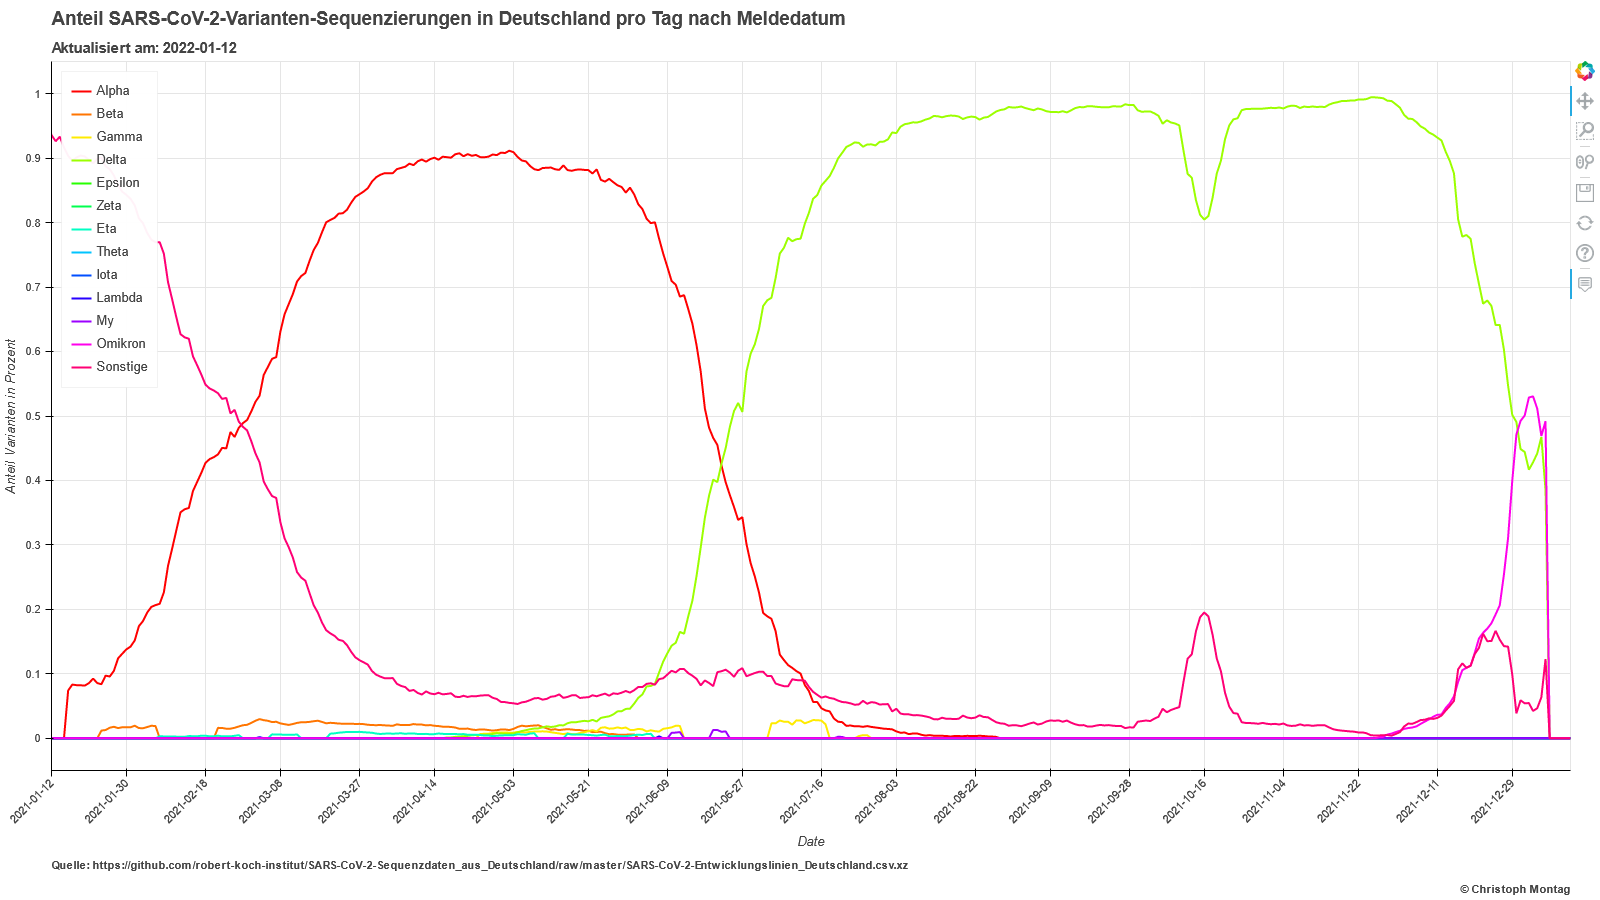 Anteil SARS-CoV-2-Varianten-Sequenzierungen in Deutschland pro Tag nach Meldedatum
Aktualisiert am: 2022-01-12
Alpha
Beta
Gamma
Delta
Epsilon
Zeta
Eta
Theta
Iota
Lambda
My
Omikron
Sonstige
Anteil Varianten in Prozent
1
0.9
0.8
0.7
0.6
0.5
0.4
0.3
0.2
0.1
0
2021-01-12
2021-01-30
2021-02-18
2021-03-08
2021-03-27
2021-04-14
2021-05-03
2021-05-21
2021-06-09
2021-06-27
2021-07-16
2021-08-03
2021-08-22
2021-09-09
2021-09-28
2021-10-16
2021-11-04
2021-11-22
2021-12-11
2021-12-29
Date
Quelle: https://github.com/robert-koch-institut/SARS-CoV-2-Sequenzdaten_aus_Deutschland/raw/master/SARS-CoV-2-Entwicklungslinien_Deutschland.csv.xz
© Christoph Montag